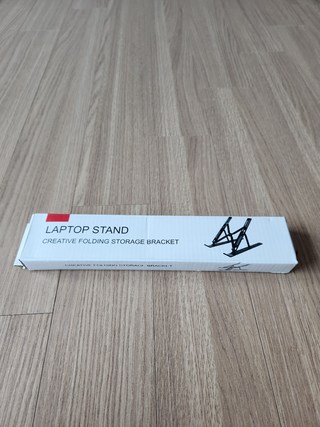 LAPTOP STAND
CREATIVE FOLDING STORAGE BRACKET